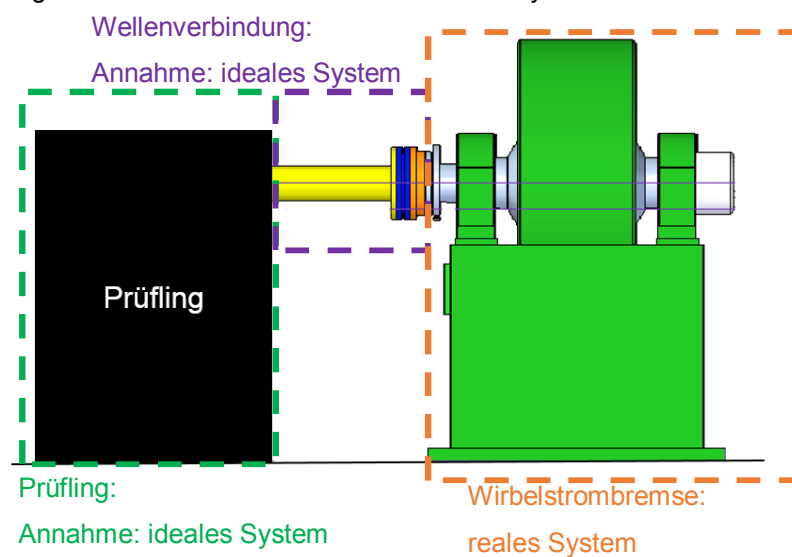 Wellenverbindung:
Annahme: ideales System
Prüfling
Prüfling:
Annahme: ideales System
Wirbelstrombremse:
reales System